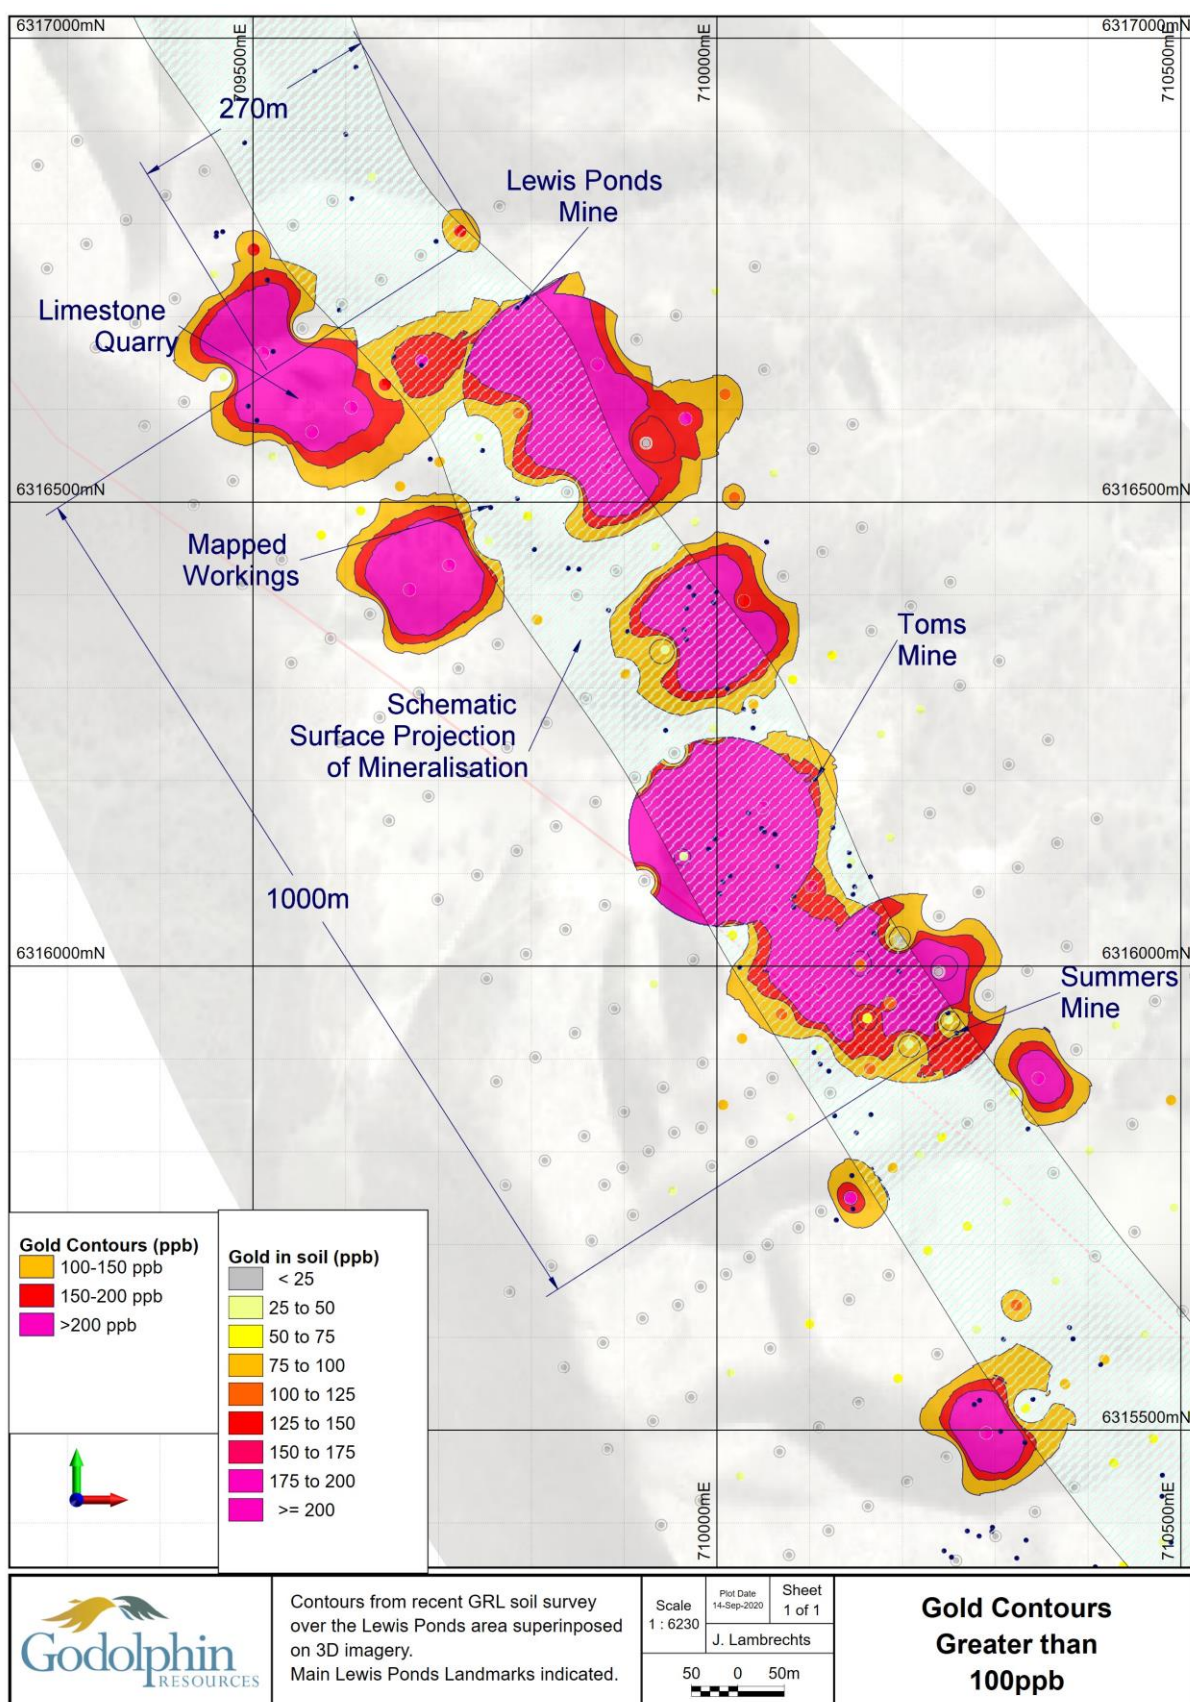 6317000mN
6317000mN
709500mE
710000mE
710500mE
270m
Lewis Ponds
Mine
Limestone
Quarry
6316500mN
6316500mN
Mapped
Workings
Toms
Mine
Schematic
Surface Projection
of Mineralisation
1000m
6316000mN
6316000mN
Summers
Mine
Gold Contours (ppb)
100-150 ppb
150-200 ppb
>200 ppb
Gold in soil (ppb)
< 25
25 to 50
50 to 75
75 to 100
100 to 125
125 to 150
150 to 175
175 to 200
>= 200
6315500mN
710000mE
710500mE
Godolphin
RESOURCES
Contours from recent GRL soil survey
over the Lewis Ponds area superinposed
on 3D imagery.
Main Lewis Ponds Landmarks indicated.
Scale
1 : 6230
Plot Date
14-Sep-2020
Sheet
1 of 1
J. Lambrechts
50 0 50m
Gold Contours
Greater than
100ppb